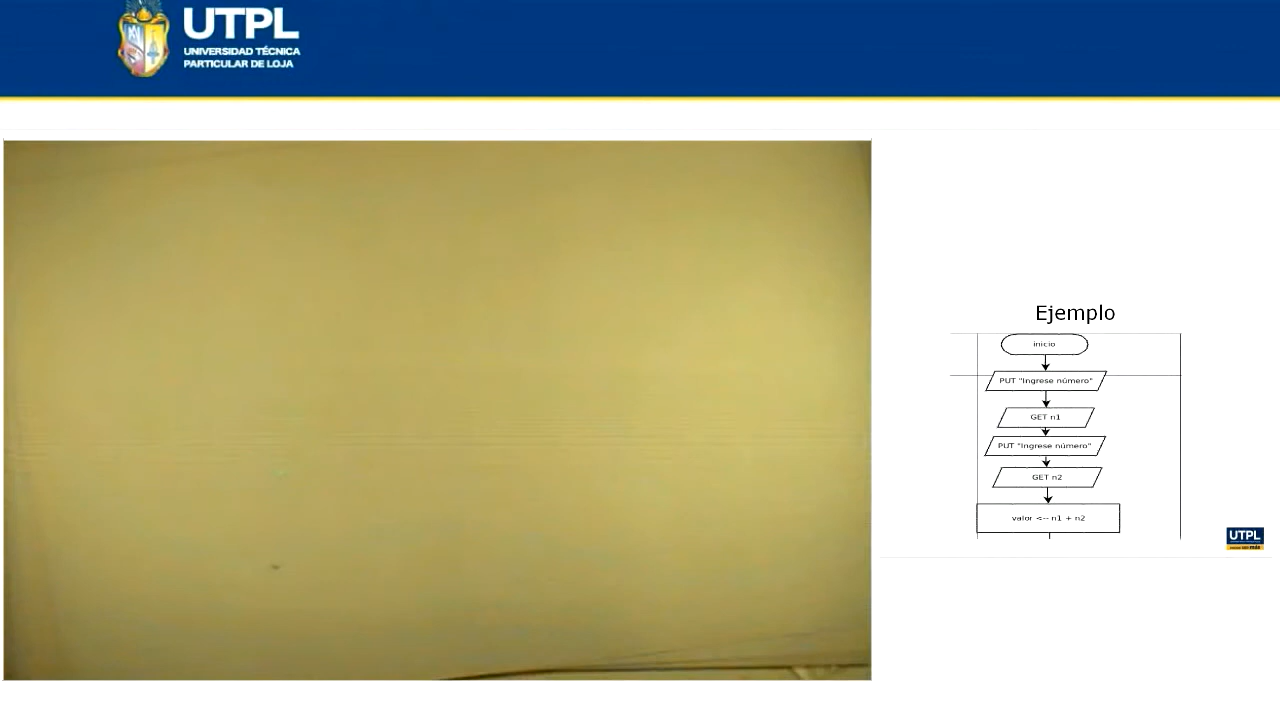 UTPL
UNIVERSIDAD TÉCNICA
PARTICULAR DE LOJA
Ejemplo
inicio
PUT "Ingrese número"
GET n1
PUT "Ingrese número"
GET n2
valor <-- n1 + n2
UTPL